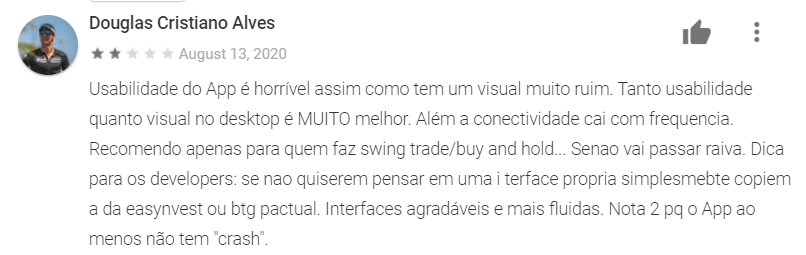 Douglas Cristiano Alves
August 13, 2020
Usabilidade do App é horrível assim como tem um visual muito ruim. Tanto usabilidade
quanto visual no desktop é MUITO melhor. Além a conectividade cai com frequencia.
Recomendo apenas para quem faz swing trade/buy and hold... Senao vai passar raiva. Dica
para os developers: se nao quiserem pensar em uma i terface propria simplesmebte copiem
a da easynvest ou btg pactual. Interfaces agradáveis e mais fluidas. Nota 2 pq o App ao
menos não tem "crash".